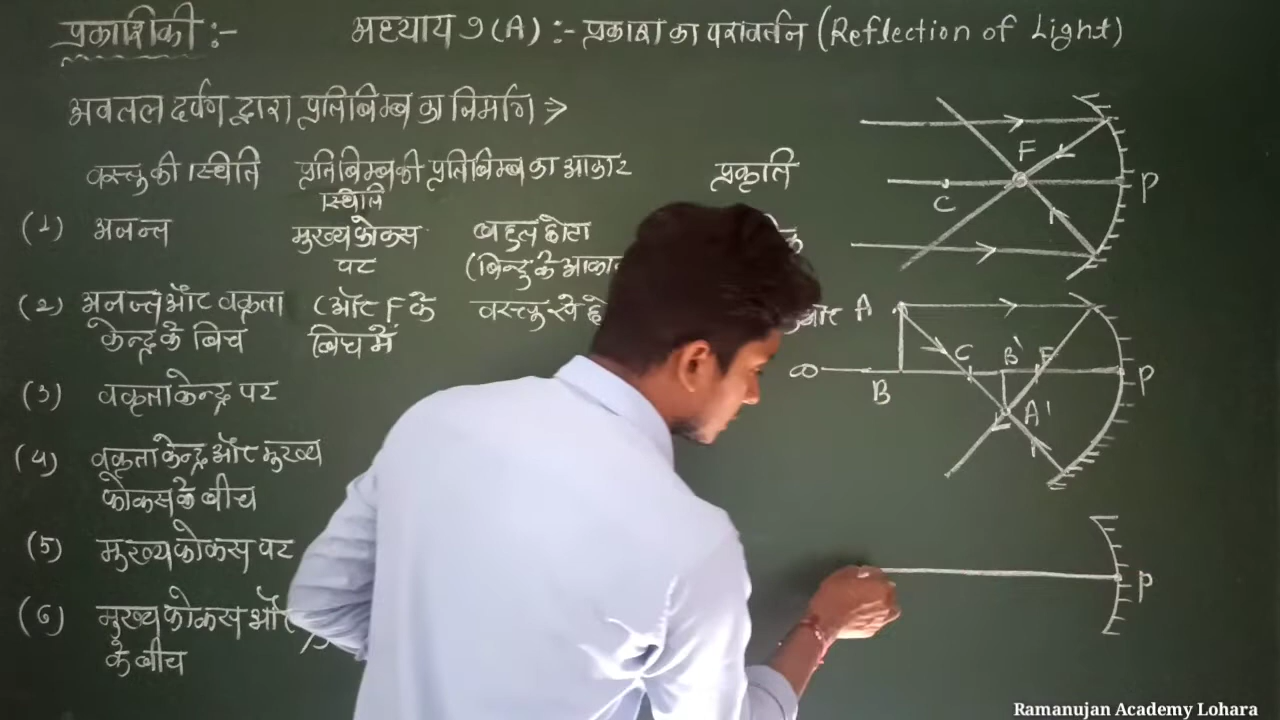 प्रकाशिकी :-
अध्याय 7 (A) :- प्रकाश का परावर्तन (Reflection of Light)
अवतल दर्पण द्वारा प्रतिबिम्ब का निर्माण →
वस्तु की स्थिति प्रतिबिम्ब की स्थिति प्रतिबिम्ब का आकार प्रकृति
(1) अनन्त मुख्य फोकस पर बहुत छोटा
(बिन्दु के आकार
(2) अनन्त और वक्रता C और F के वस्तु से
केन्द्र के बिच बिच में
(3) वक्रता केन्द्र पर
(4) वक्रता केन्द्र और मुख्य
फोकस के बीच
(5) मुख्य फोकस पर
(6) मुख्य फोकस और
के बीच
F
C
P
A
∞
B
C
B'
F
P
A'
P
Ramanujan Academy Lohara